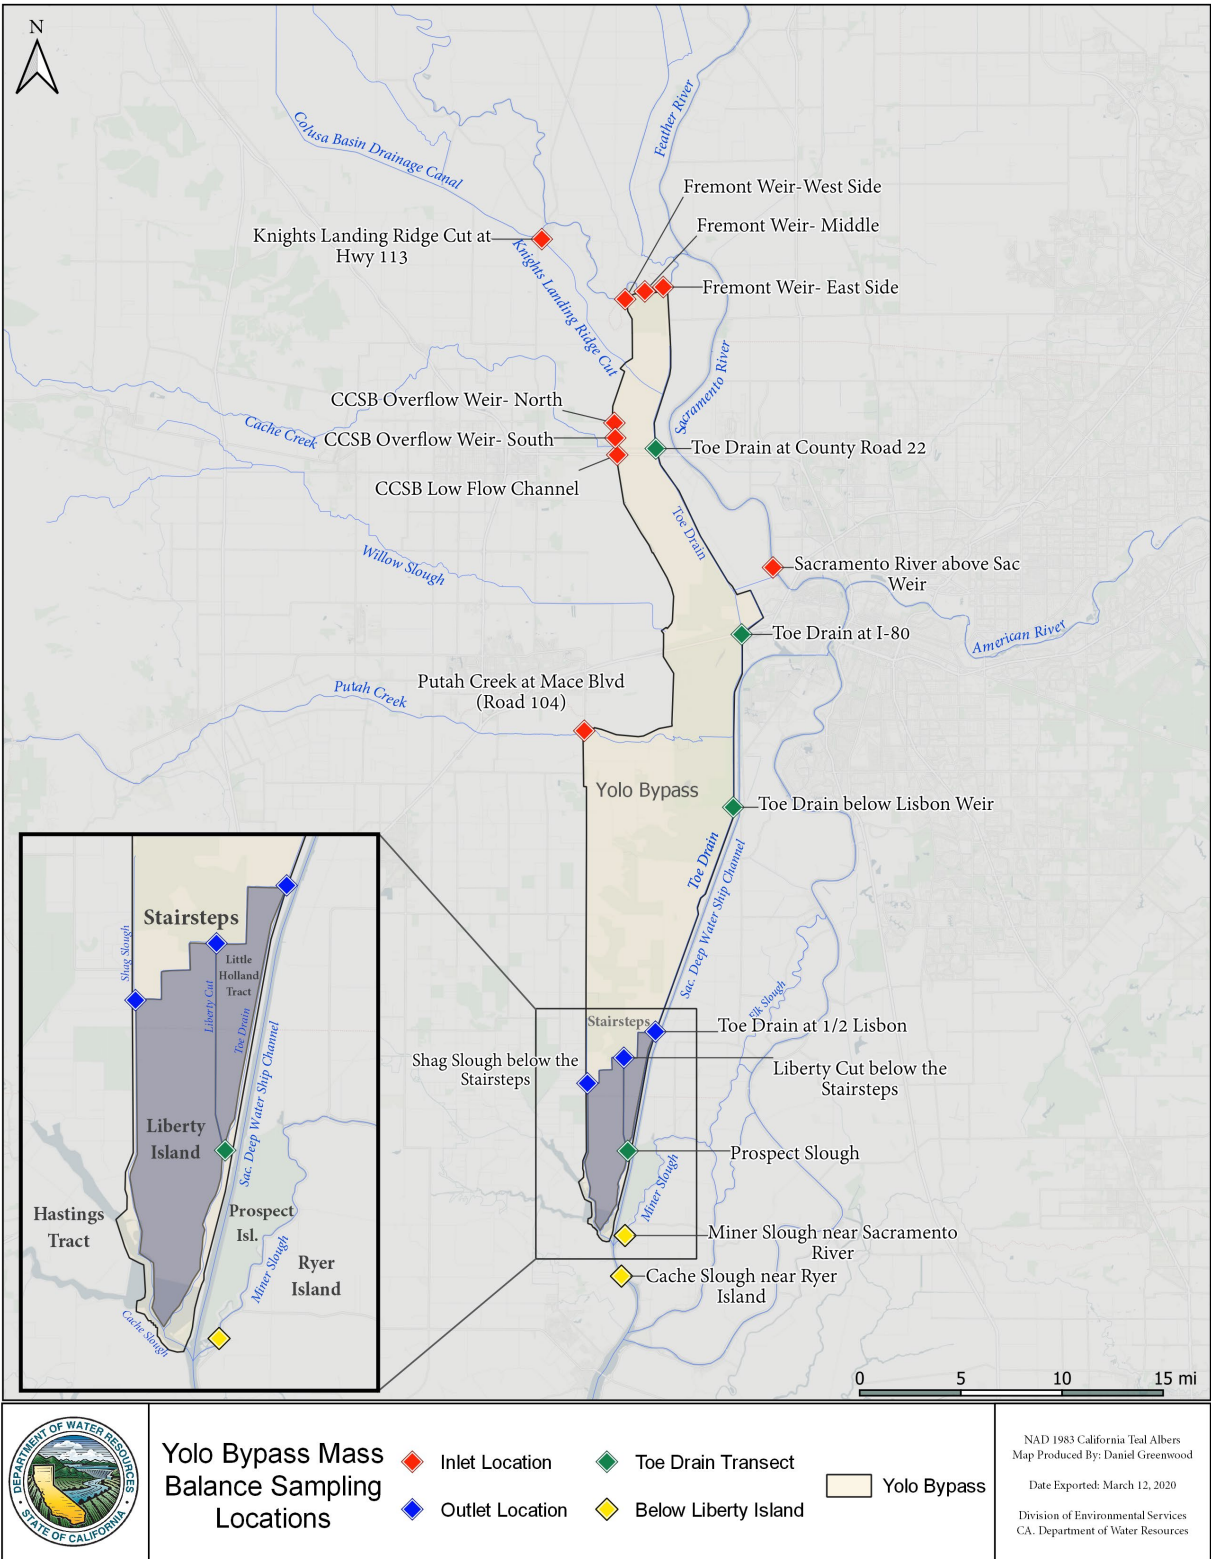 N
Feather River
Colusa Basin Drainage Canal
Fremont Weir-West Side
Fremont Weir- Middle
Knights Landing Ridge Cut at
Hwy 113
Knights Landing Ridge Cut
Fremont Weir- East Side
Sacramento River
CCSB Overflow Weir- North
Cache Creek
CCSB Overflow Weir- South
Toe Drain at County Road 22
CCSB Low Flow Channel
Toe Drain
Willow Slough
Sacramento River above Sac
Weir
Toe Drain at I-80
American River
Putah Creek at Mace Blvd
(Road 104)
Putah Creek
Yolo Bypass
Toe Drain below Lisbon Weir
Toe Drain
Sac. Deep Water Ship Channel
Elk Slough
Stairsteps
Toe Drain at 1/2 Lisbon
Shag Slough below the
Stairsteps
Liberty Cut below the
Stairsteps
Prospect Slough
Miner Slough
Miner Slough near Sacramento
River
Cache Slough near Ryer
Island
Stairsteps
Shag Slough
Little
Holland
Tract
Liberty Cut
Toe Drain
Sac. Deep Water Ship Channel
Liberty
Island
Hastings
Tract
Prospect
Isl.
Miner Slough
Ryer
Island
Cache Slough
0 5 10 15 mi
DEPARTMENT OF WATER RESOURCES
STATE OF CALIFORNIA
Yolo Bypass Mass
Balance Sampling
Locations
Inlet Location
Toe Drain Transect
Outlet Location
Below Liberty Island
Yolo Bypass
NAD 1983 California Teal Albers
Map Produced By: Daniel Greenwood
Date Exported: March 12, 2020
Division of Environmental Services
CA. Department of Water Resources